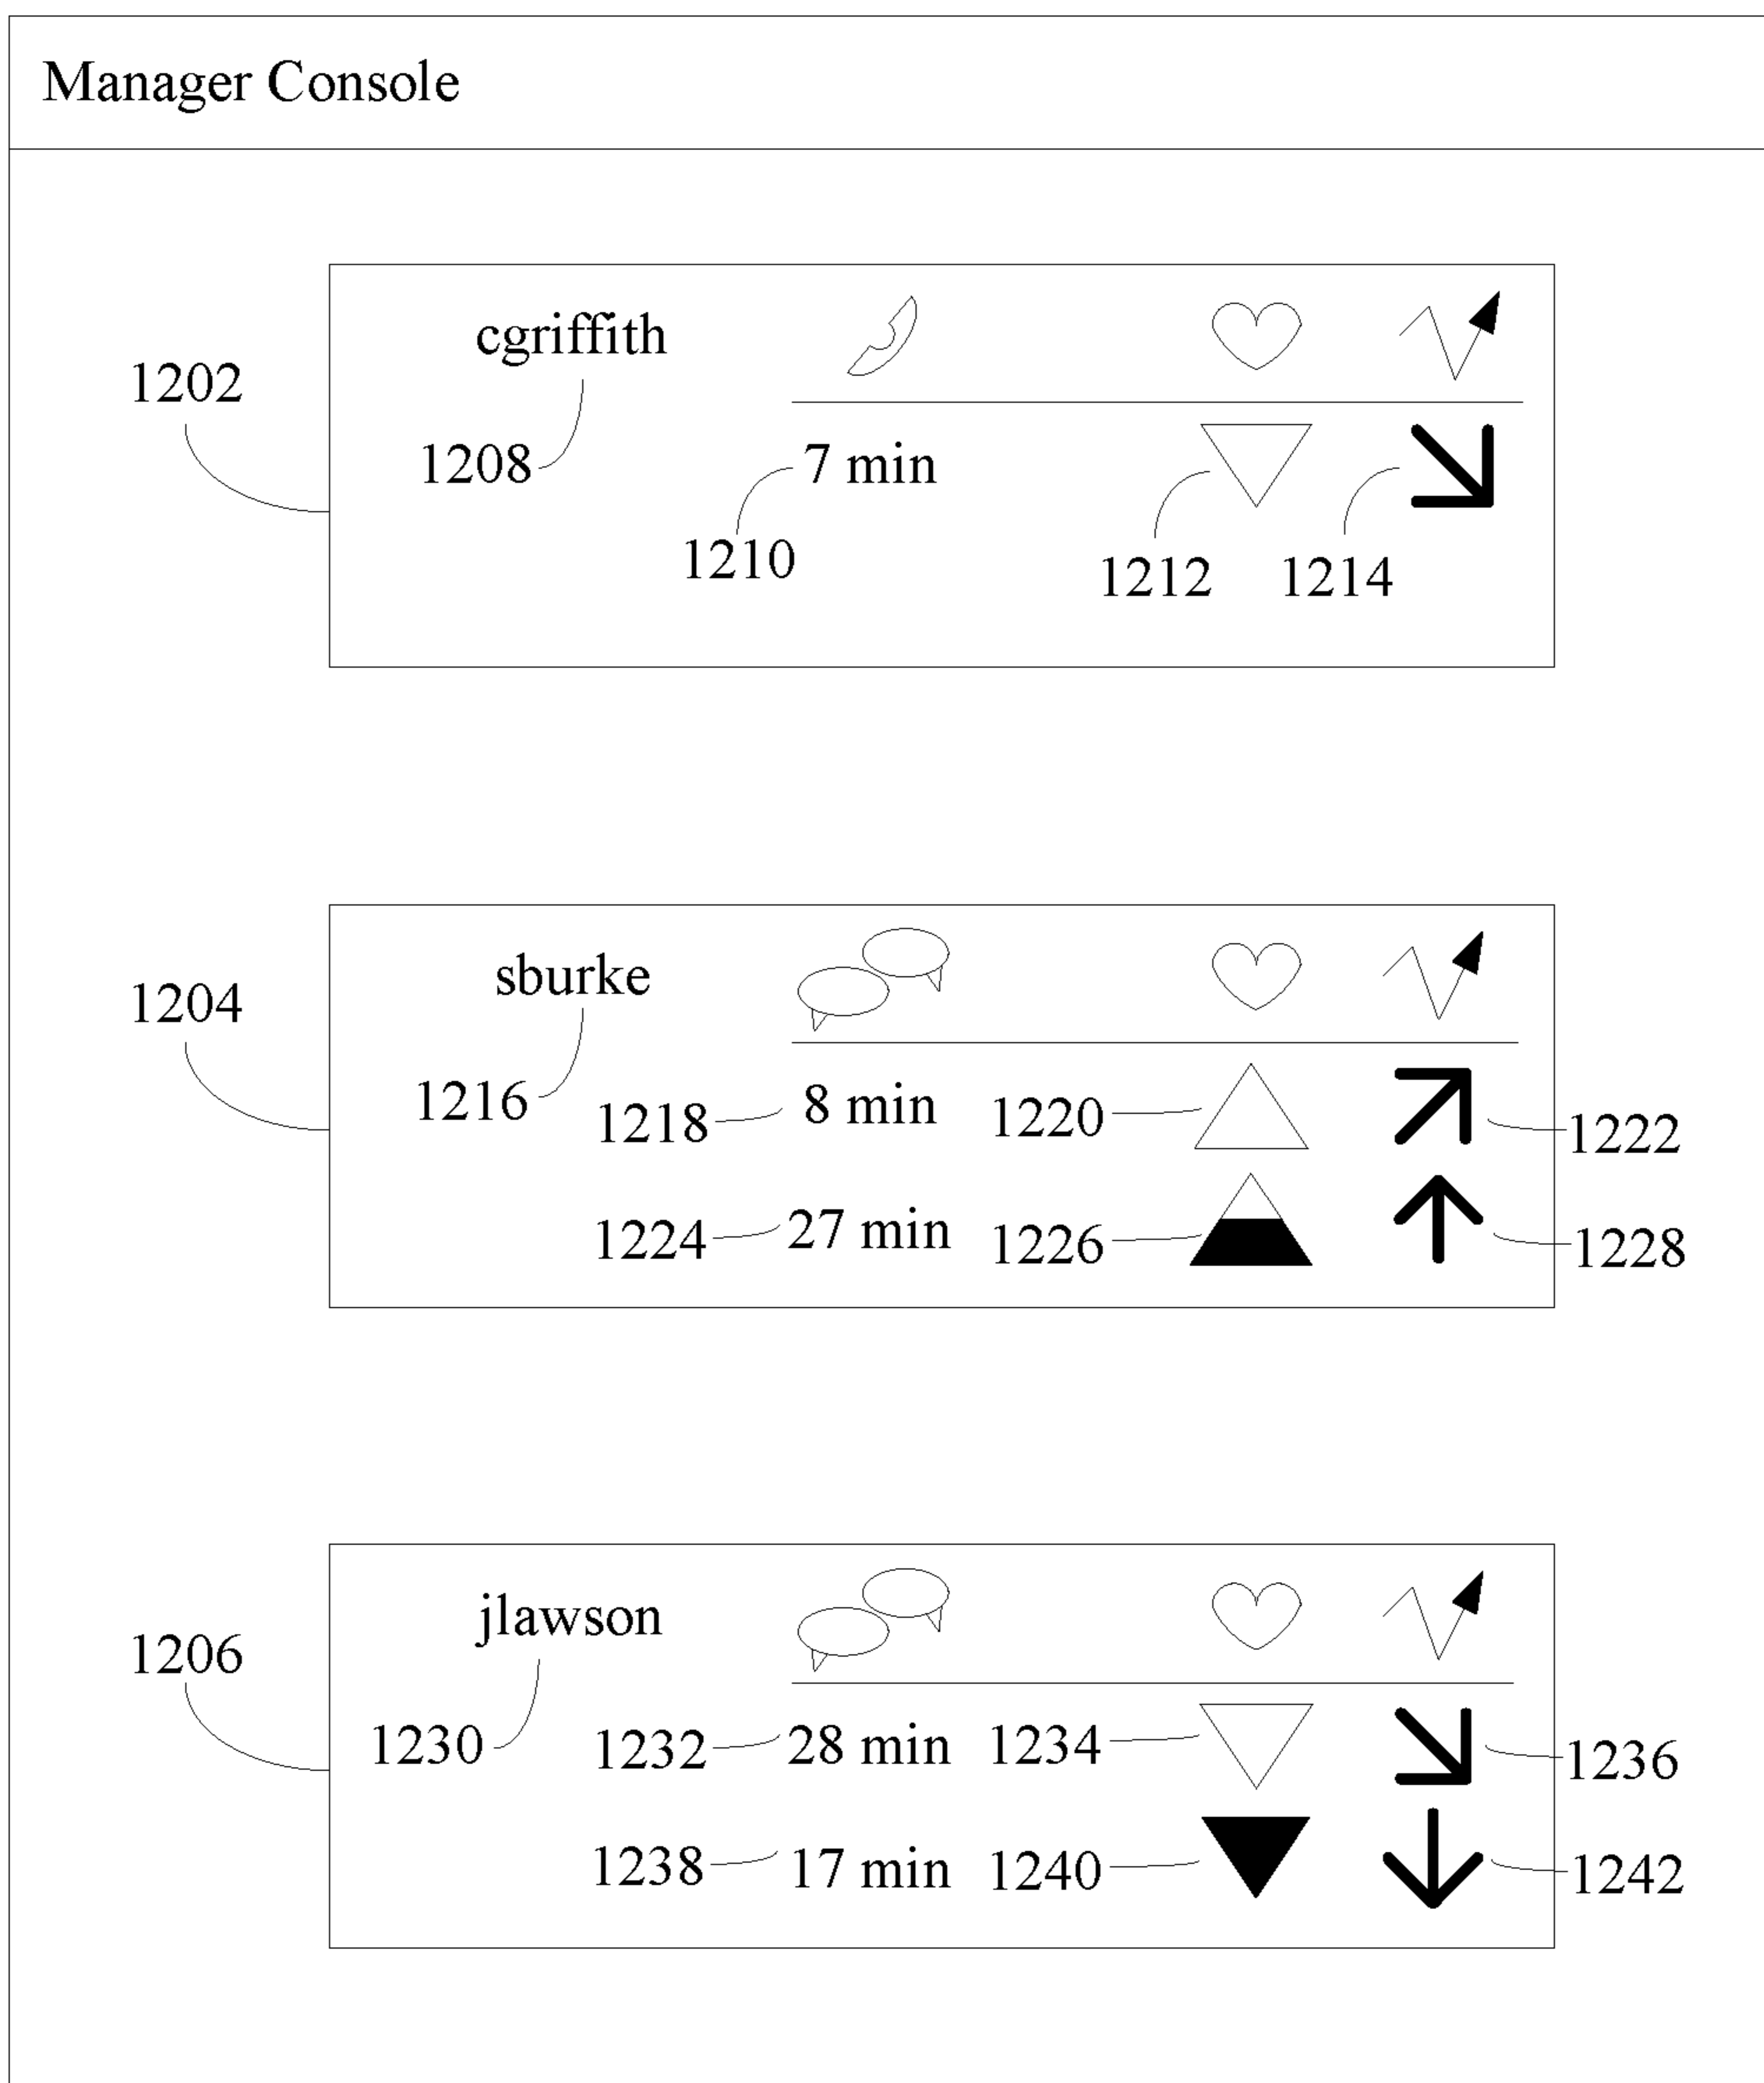 Manager Console
cgriffith
1202
1208
7 min
1210
1212
1214
sburke
1204
1216
1218
8 min
1220
1222
1224
27 min
1226
1228
jlawson
1206
1230
1232
28 min
1234
1236
1238
17 min
1240
1242